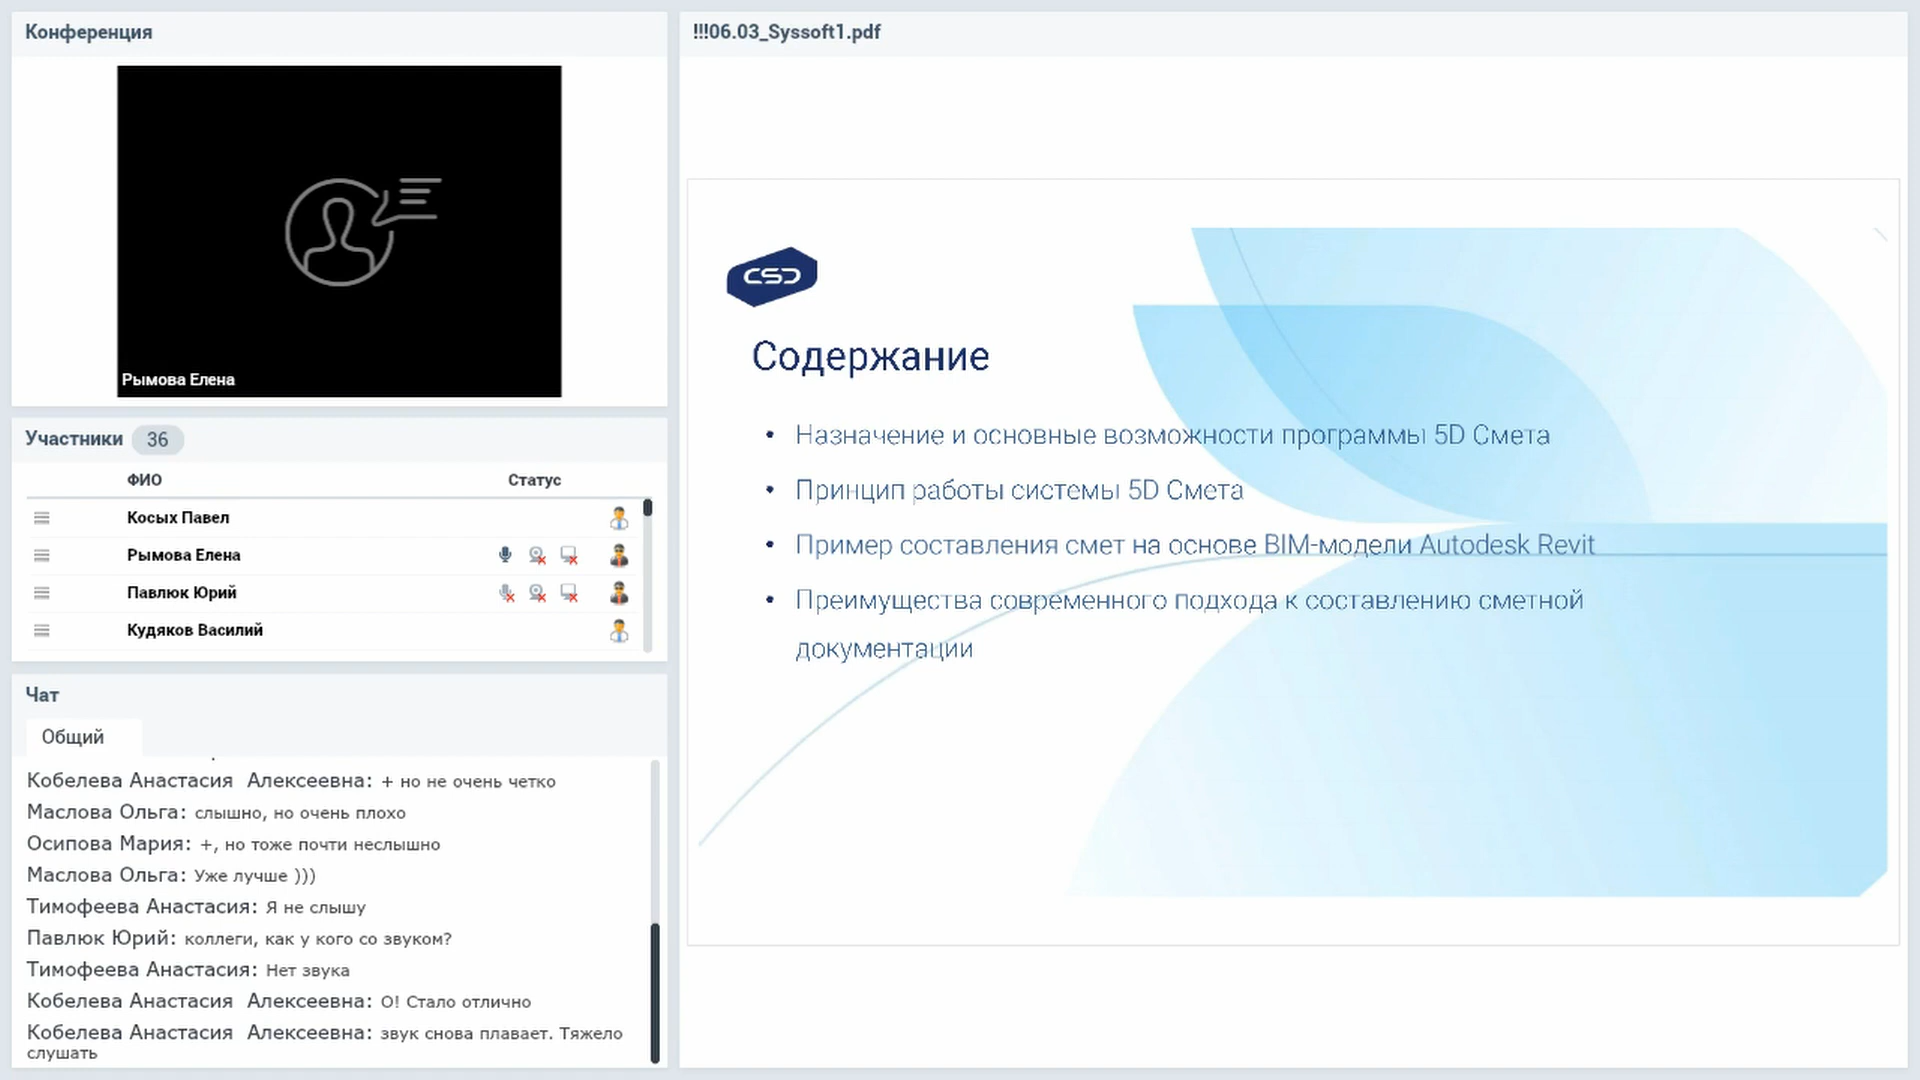 Конференция
Рымова Елена
Участники 36
ФИО Статус
Косых Павел
Рымова Елена
Павлюк Юрий
Кудяков Василий
Чат
Общий
Кобелева Анастасия Алексеевна: + но не очень четко
Маслова Ольга: слышно, но очень плохо
Осипова Мария: +, но тоже почти неслышно
Маслова Ольга: Уже лучше )))
Тимофеева Анастасия: Я не слышу
Павлюк Юрий: коллеги, как у кого со звуком?
Тимофеева Анастасия: Нет звука
Кобелева Анастасия Алексеевна: О! Стало отлично
Кобелева Анастасия Алексеевна: звук снова плавает. Тяжело
слушать
!!!06.03_Syssoft1.pdf
CSD
Содержание
• Назначение и основные возможности программы 5D Смета
• Принцип работы системы 5D Смета
• Пример составления смет на основе BIM-модели Autodesk Revit
• Преимущества современного подхода к составлению сметной
документации